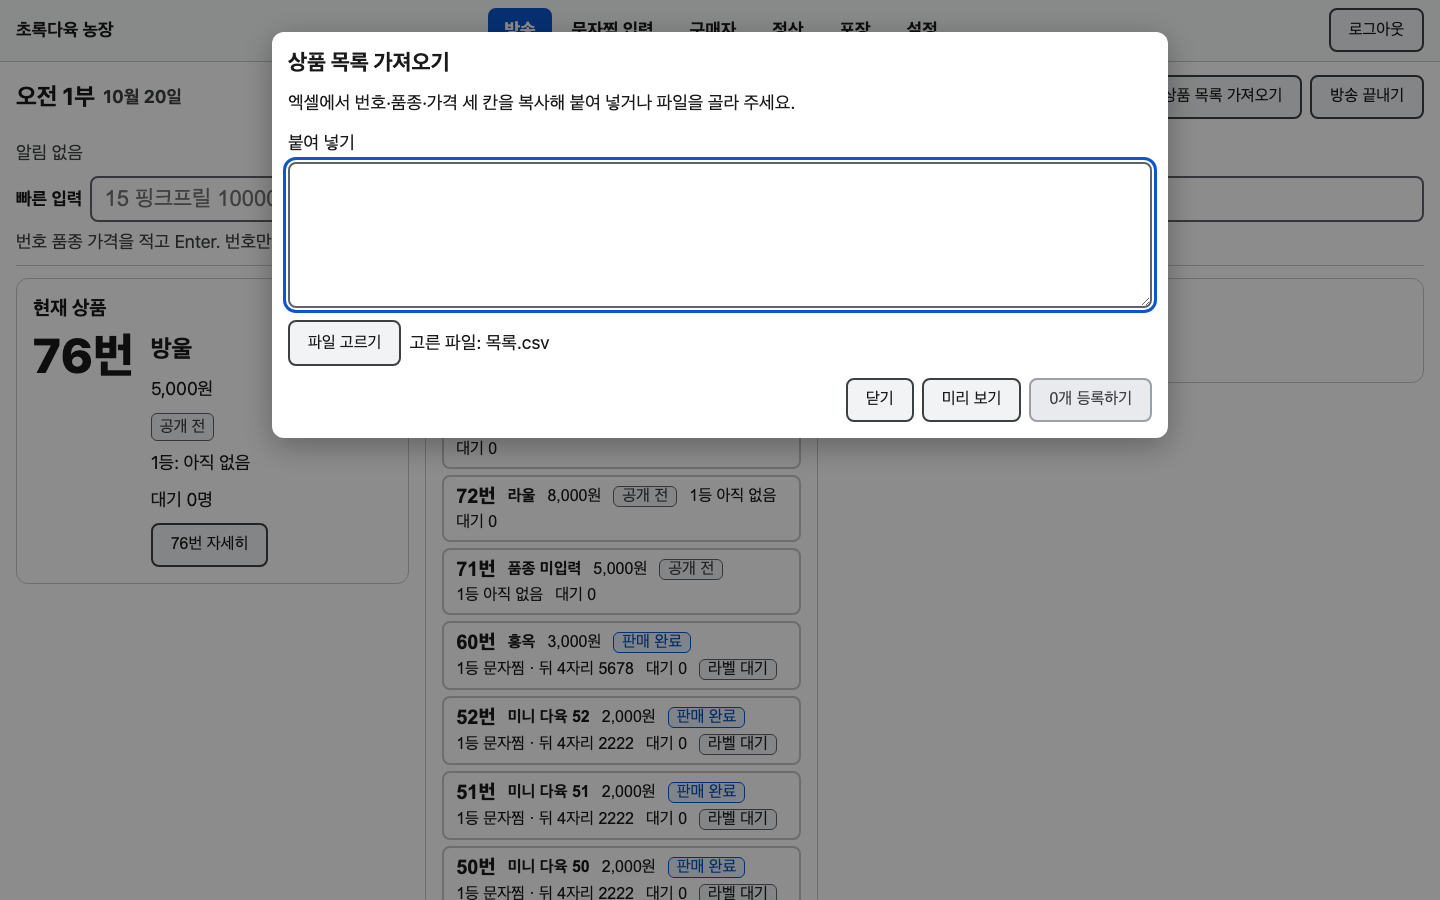 초록다육 농장
방송 문자찜 입력 구매자 정산 포장 설정
로그아웃
오전 1부 10월 20일
상품 목록 가져오기
방송 끝내기
알림 없음
빠른 입력
15 핑크프릴 10000
번호 품종 가격을 적고 Enter. 번호만
상품 목록 가져오기
엑셀에서 번호·품종·가격 세 칸을 복사해 붙여 넣거나 파일을 골라 주세요.
붙여 넣기
파일 고르기 고른 파일: 목록.csv
닫기 미리 보기 0개 등록하기
현재 상품
76번 방울
5,000원
공개 전
1등: 아직 없음
대기 0명
76번 자세히
대기 0
72번 라울 8,000원 공개 전 1등 아직 없음
대기 0
71번 품종 미입력 5,000원 공개 전
1등 아직 없음 대기 0
60번 홍옥 3,000원 판매 완료
1등 문자찜 · 뒤 4자리 5678 대기 0 라벨 대기
52번 미니 다육 52 2,000원 판매 완료
1등 문자찜 · 뒤 4자리 2222 대기 0 라벨 대기
51번 미니 다육 51 2,000원 판매 완료
1등 문자찜 · 뒤 4자리 2222 대기 0 라벨 대기
50번 미니 다육 50 2,000원 판매 완료
1등 문자찜 · 뒤 4자리 2222 대기 0 라벨 대기